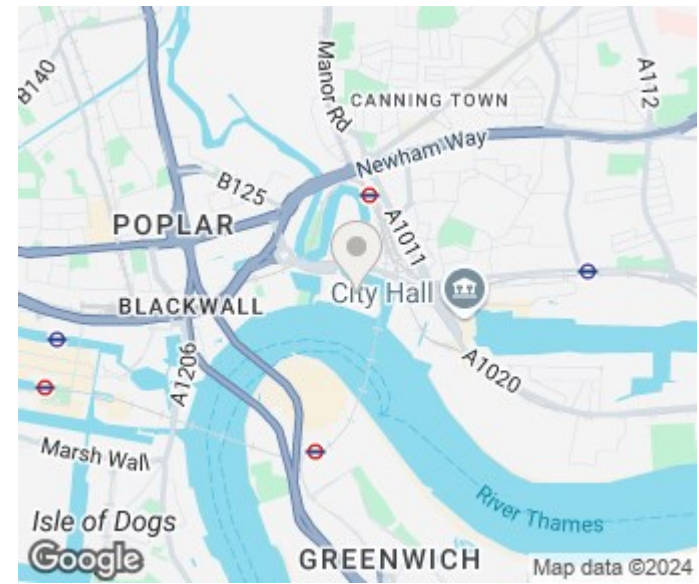 B140
Manor Rd
A112
CANNING TOWN
Newham Way
B125
POPLAR
A1011
City Hall
BLACKWALL
A1206
A1020
Marsh Wall
River Thames
Isle of Dogs
Google
GREENWICH
Map data ©2024